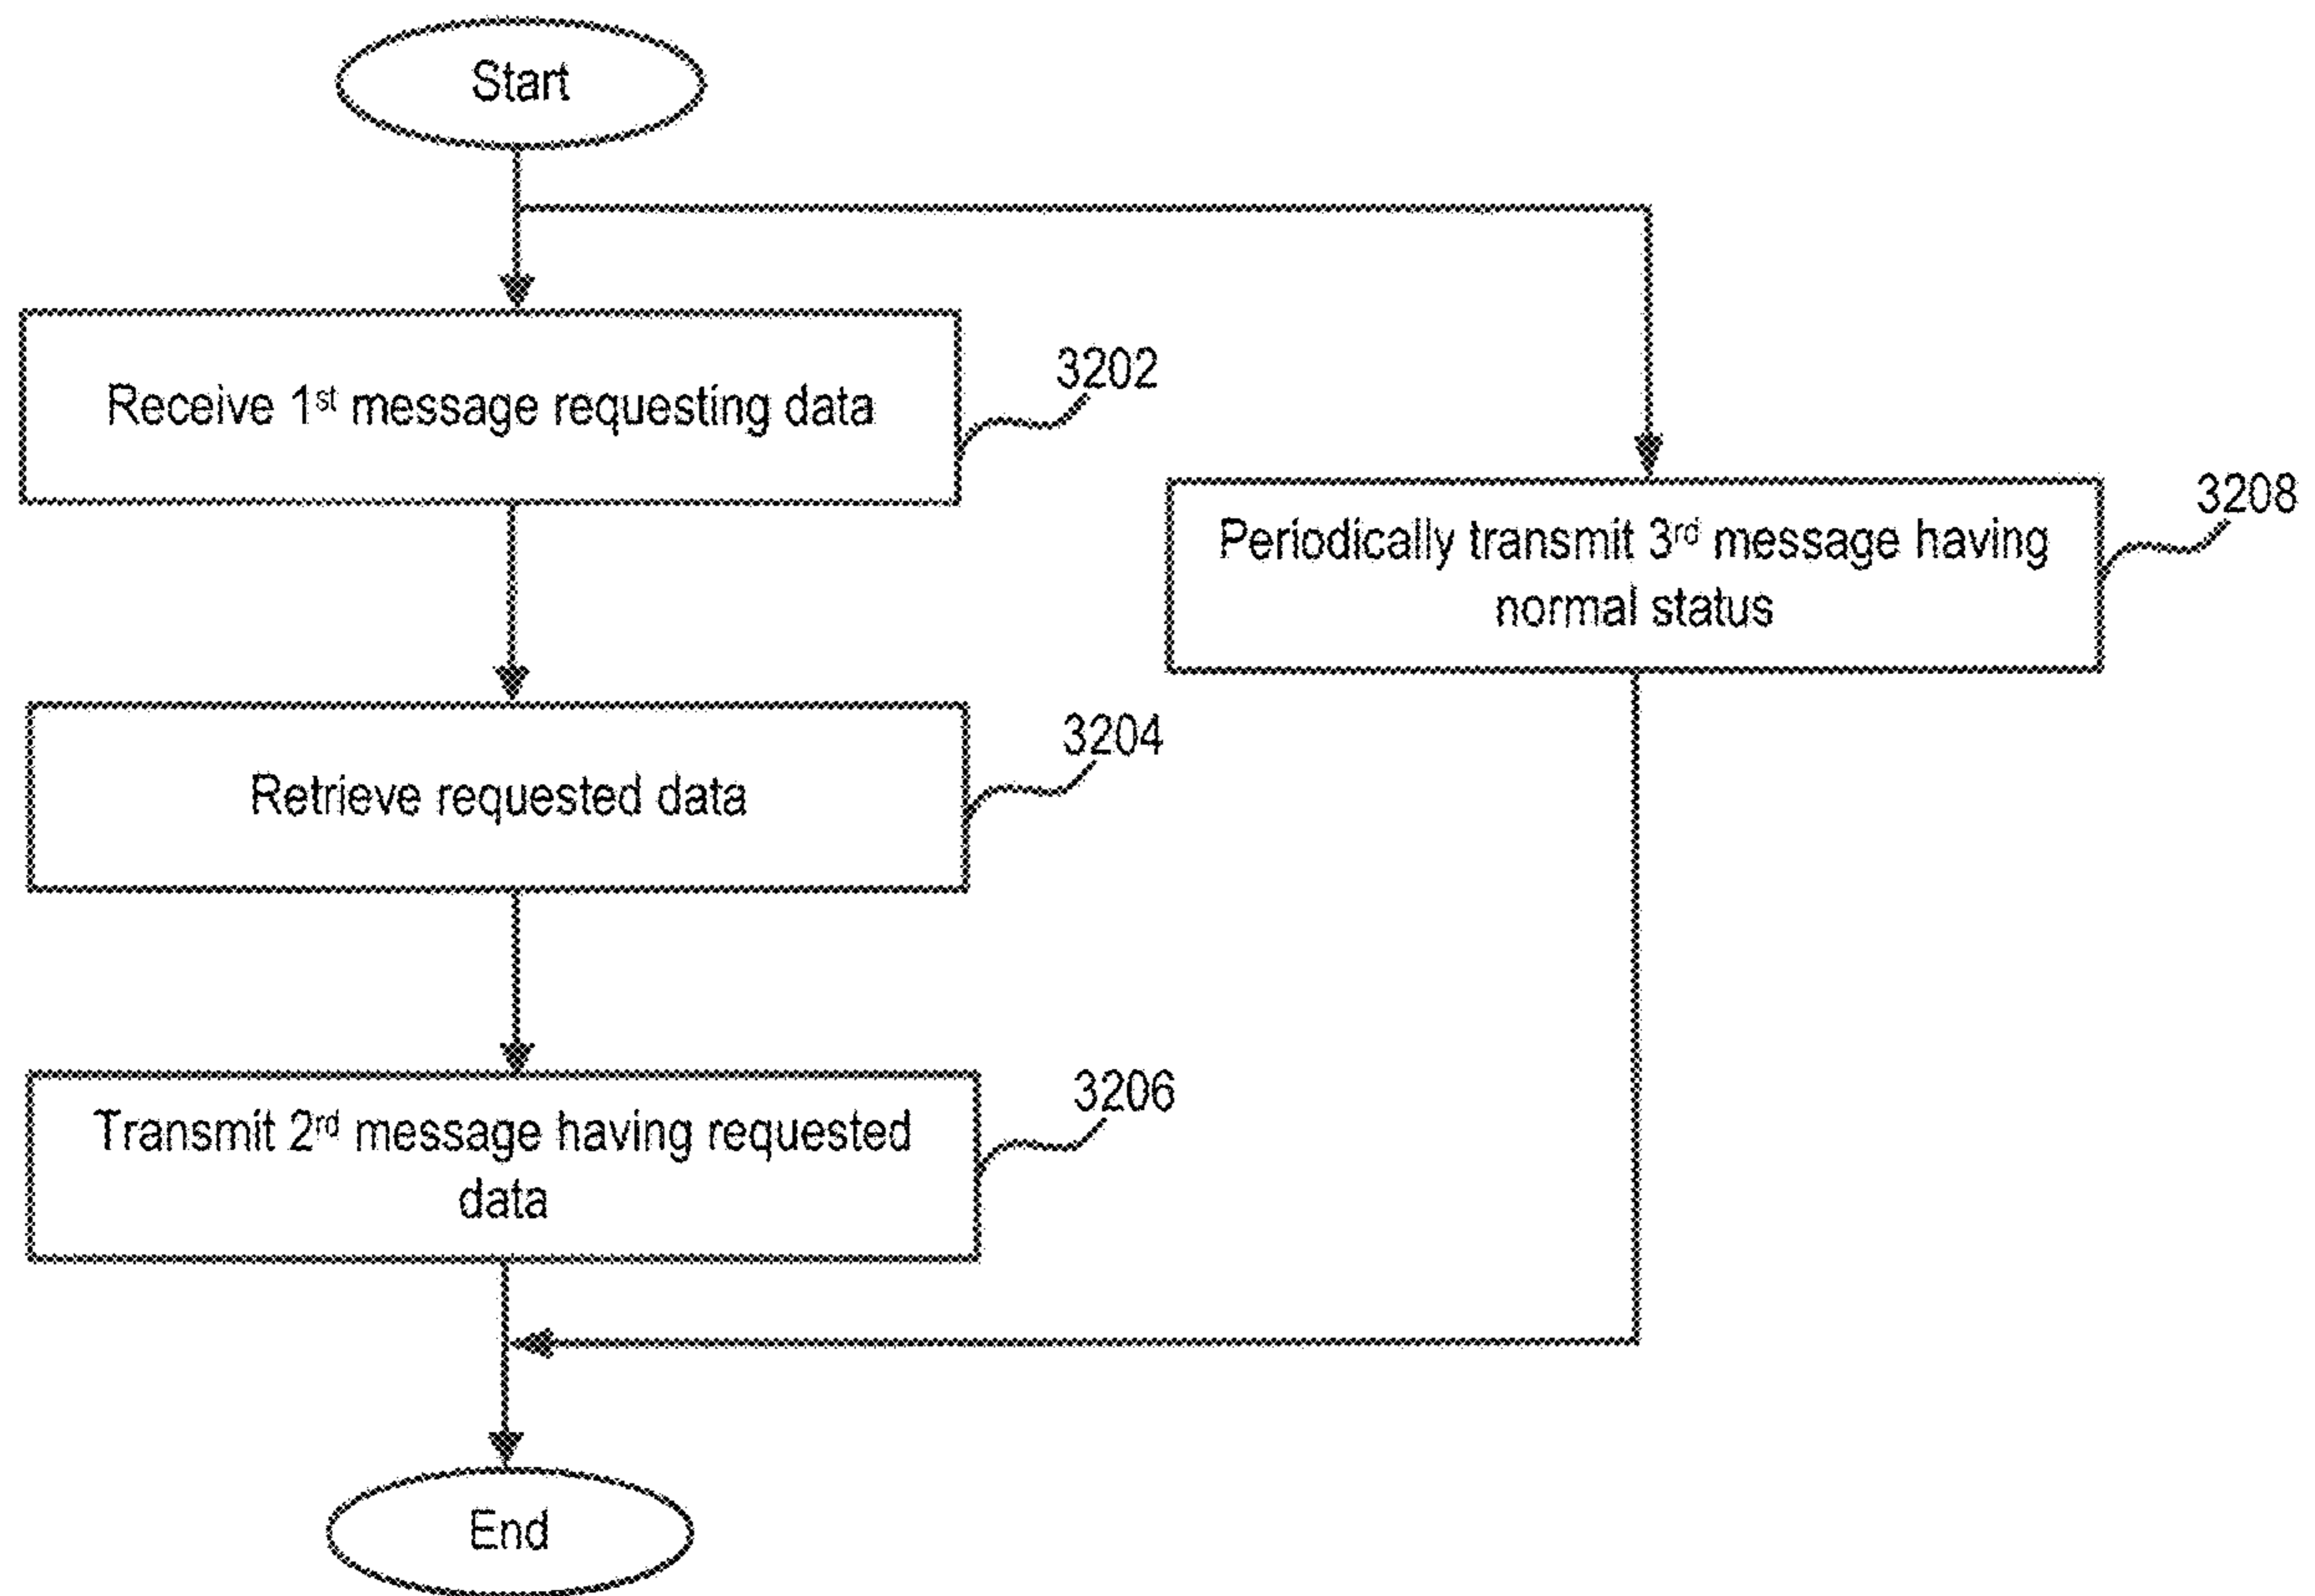 Start
Receive 1st message requesting data
3202
Periodically transmit 3rd message having
normal status
3208
Retrieve requested data
3204
Transmit 2rd message having requested
data
3206
End